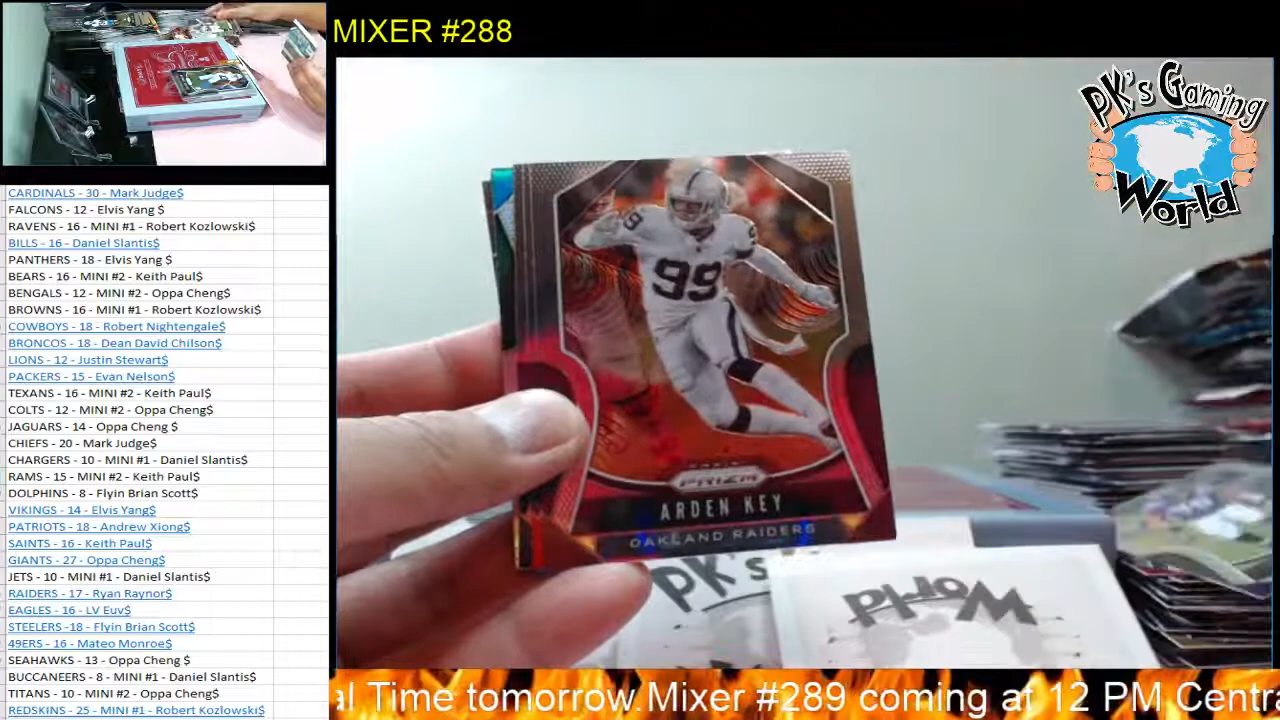 MIXER #288
PK's Gaming
World
CARDINALS - 30 - Mark Judge$
FALCONS - 12 - Elvis Yang $
RAVENS - 16 - MINI #1 - Robert Kozlowski$
BILLS - 16 - Daniel Slantis$
PANTHERS - 18 - Elvis Yang $
BEARS - 16 - MINI #2 - Keith Paul$
BENGALS - 12 - MINI #2 - Oppa Cheng$
BROWNS - 16 - MINI #1 - Robert Kozlowski$
COWBOYS - 18 - Robert Nightengale$
BRONCOS - 18 - Dean David Chilson$
LIONS - 12 - Justin Stewart$
PACKERS - 15 - Evan Nelson$
TEXANS - 16 - MINI #2 - Keith Paul$
COLTS - 12 - MINI #2 - Oppa Cheng$
JAGUARS - 14 - Oppa Cheng $
CHIEFS - 20 - Mark Judge$
CHARGERS - 10 - MINI #1 - Daniel Slantis$
RAMS - 15 - MINI #2 - Keith Paul$
DOLPHINS - 8 - Flyin Brian Scott$
VIKINGS - 14 - Elvis Yang$
PATRIOTS - 18 - Andrew Xiong$
SAINTS - 16 - Keith Paul$
GIANTS - 27 - Oppa Cheng$
JETS - 10 - MINI #1 - Daniel Slantis$
RAIDERS - 17 - Ryan Raynor$
EAGLES - 16 - LV Euv$
STEELERS -18 - Flyin Brian Scott$
49ERS - 16 - Mateo Monroe$
SEAHAWKS - 13 - Oppa Cheng $
BUCCANEERS - 8 - MINI #1 - Daniel Slantis$
TITANS - 10 - MINI #2 - Oppa Cheng$
REDSKINS - 25 - MINI #1 - Robert Kozlowski$
99
PRIZM
ARDEN KEY
OAKLAND RAIDERS
PK's
World
al Time tomorrow.Mixer #289 coming at 12 PM Centra